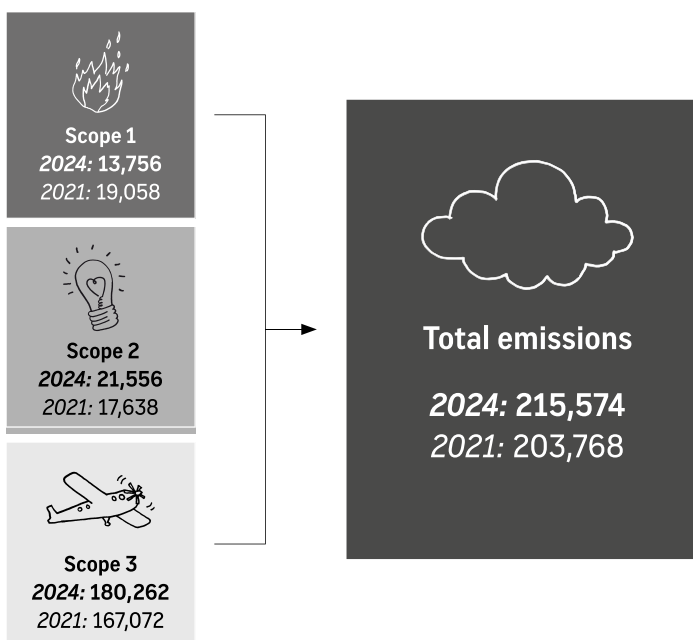 Scope 1
2024: 13,756
2021: 19,058
Scope 2
2024: 21,556
2021: 17,638
Scope 3
2024: 180,262
2021: 167,072
Total emissions
2024: 215,574
2021: 203,768